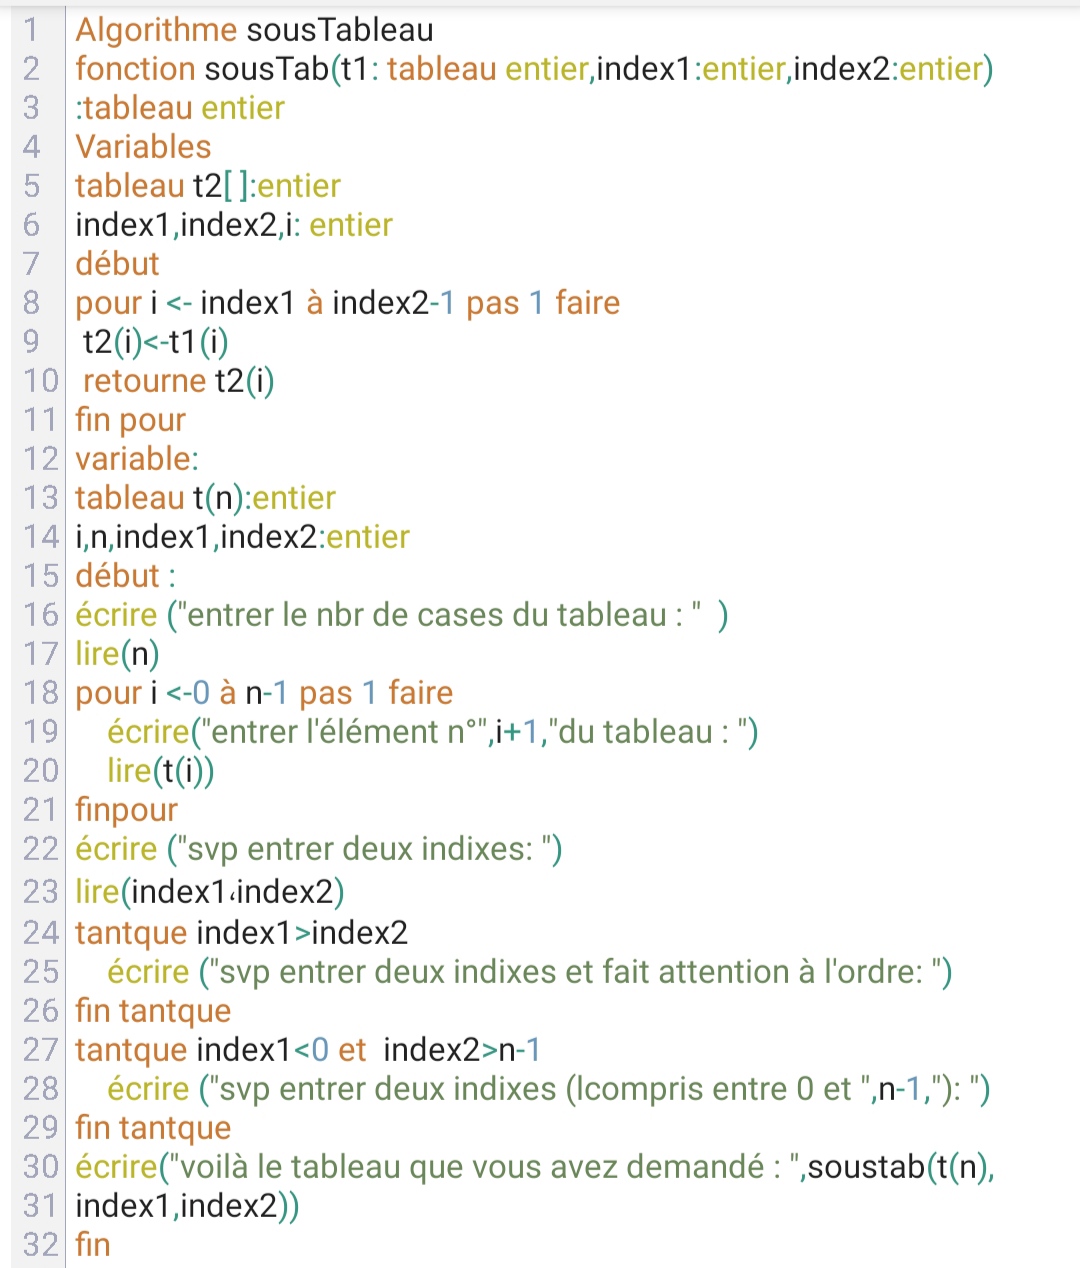 1 Algorithme sousTableau
2 fonction sousTab(t1: tableau entier,index1:entier,index2:entier)
3 :tableau entier
4 Variables
5 tableau t2[ ]:entier
6 index1,index2,i: entier
7 début
8 pour i <- index1 à index2-1 pas 1 faire
9 t2(i)<-t1(i)
10 retourne t2(i)
11 fin pour
12 variable:
13 tableau t(n):entier
14 i,n,index1,index2:entier
15 début :
16 écrire ("entrer le nbr de cases du tableau : " )
17 lire(n)
18 pour i <-0 à n-1 pas 1 faire
19 écrire("entrer l'élément n°",i+1,"du tableau : ")
20 lire(t(i))
21 finpour
22 écrire ("svp entrer deux indixes: ")
23 lire(index1،index2)
24 tantque index1>index2
25 écrire ("svp entrer deux indixes et fait attention à l'ordre: ")
26 fin tantque
27 tantque index1<0 et index2>n-1
28 écrire ("svp entrer deux indixes (lcompris entre 0 et ",n-1,"): ")
29 fin tantque
30 écrire("voilà le tableau que vous avez demandé : ",soustab(t(n),
31 index1,index2))
32 fin